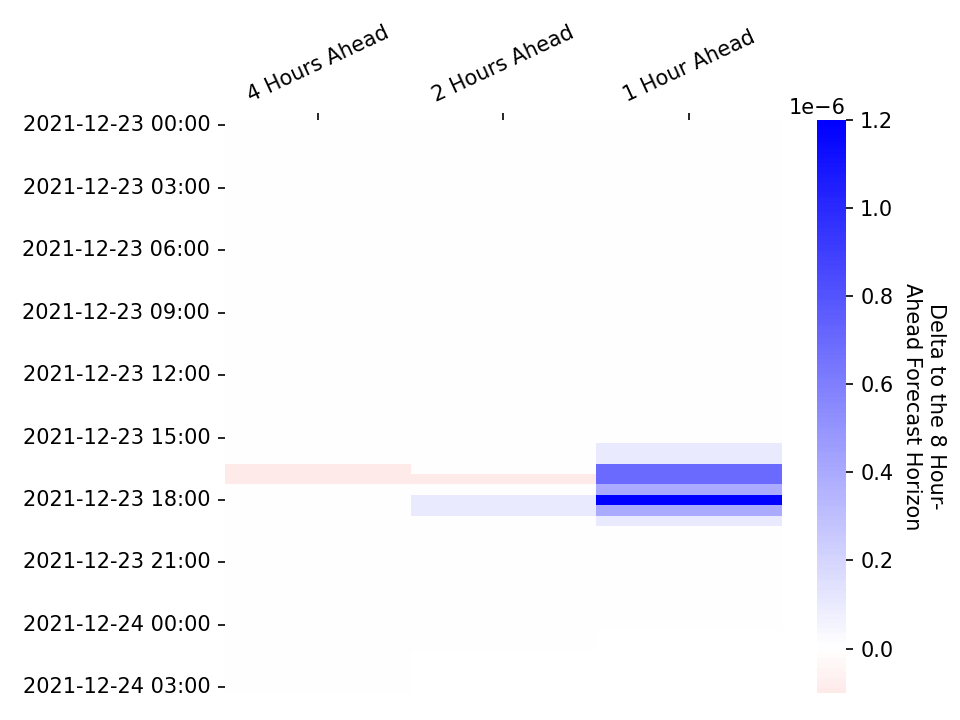 4 Hours Ahead
2 Hours Ahead
1 Hour Ahead
1e−6
2021-12-23 00:00
2021-12-23 03:00
2021-12-23 06:00
2021-12-23 09:00
2021-12-23 12:00
2021-12-23 15:00
2021-12-23 18:00
2021-12-23 21:00
2021-12-24 00:00
2021-12-24 03:00
1.2
1.0
0.8
0.6
0.4
0.2
0.0
Delta to the 8 Hour-
Ahead Forecast Horizon